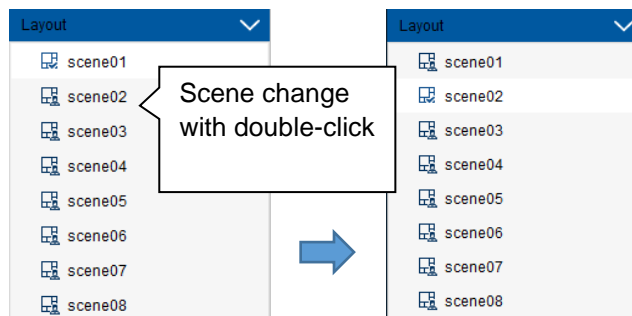 Layout
scene01
scene02
scene03
scene04
scene05
scene06
scene07
scene08
Scene change
with double-click
Layout
scene01
scene02
scene03
scene04
scene05
scene06
scene07
scene08